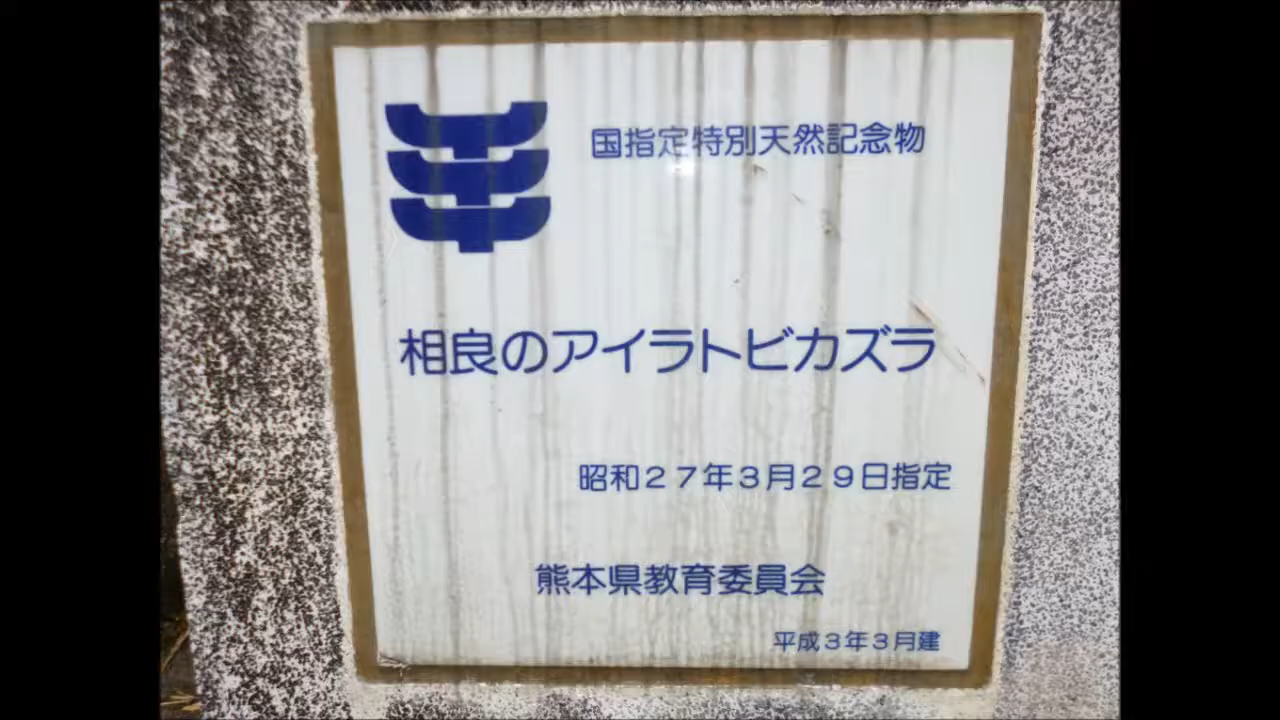 国指定特別天然記念物
相良のアイラトビカズラ
昭和27年3月29日指定
熊本県教育委員会
平成3年3月建